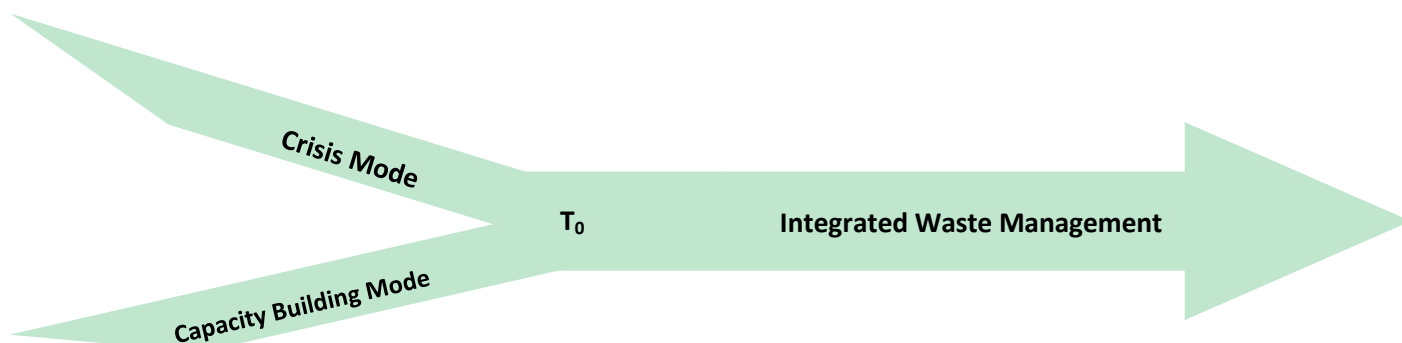 Crisis Mode
T₀
Integrated Waste Management
Capacity Building Mode